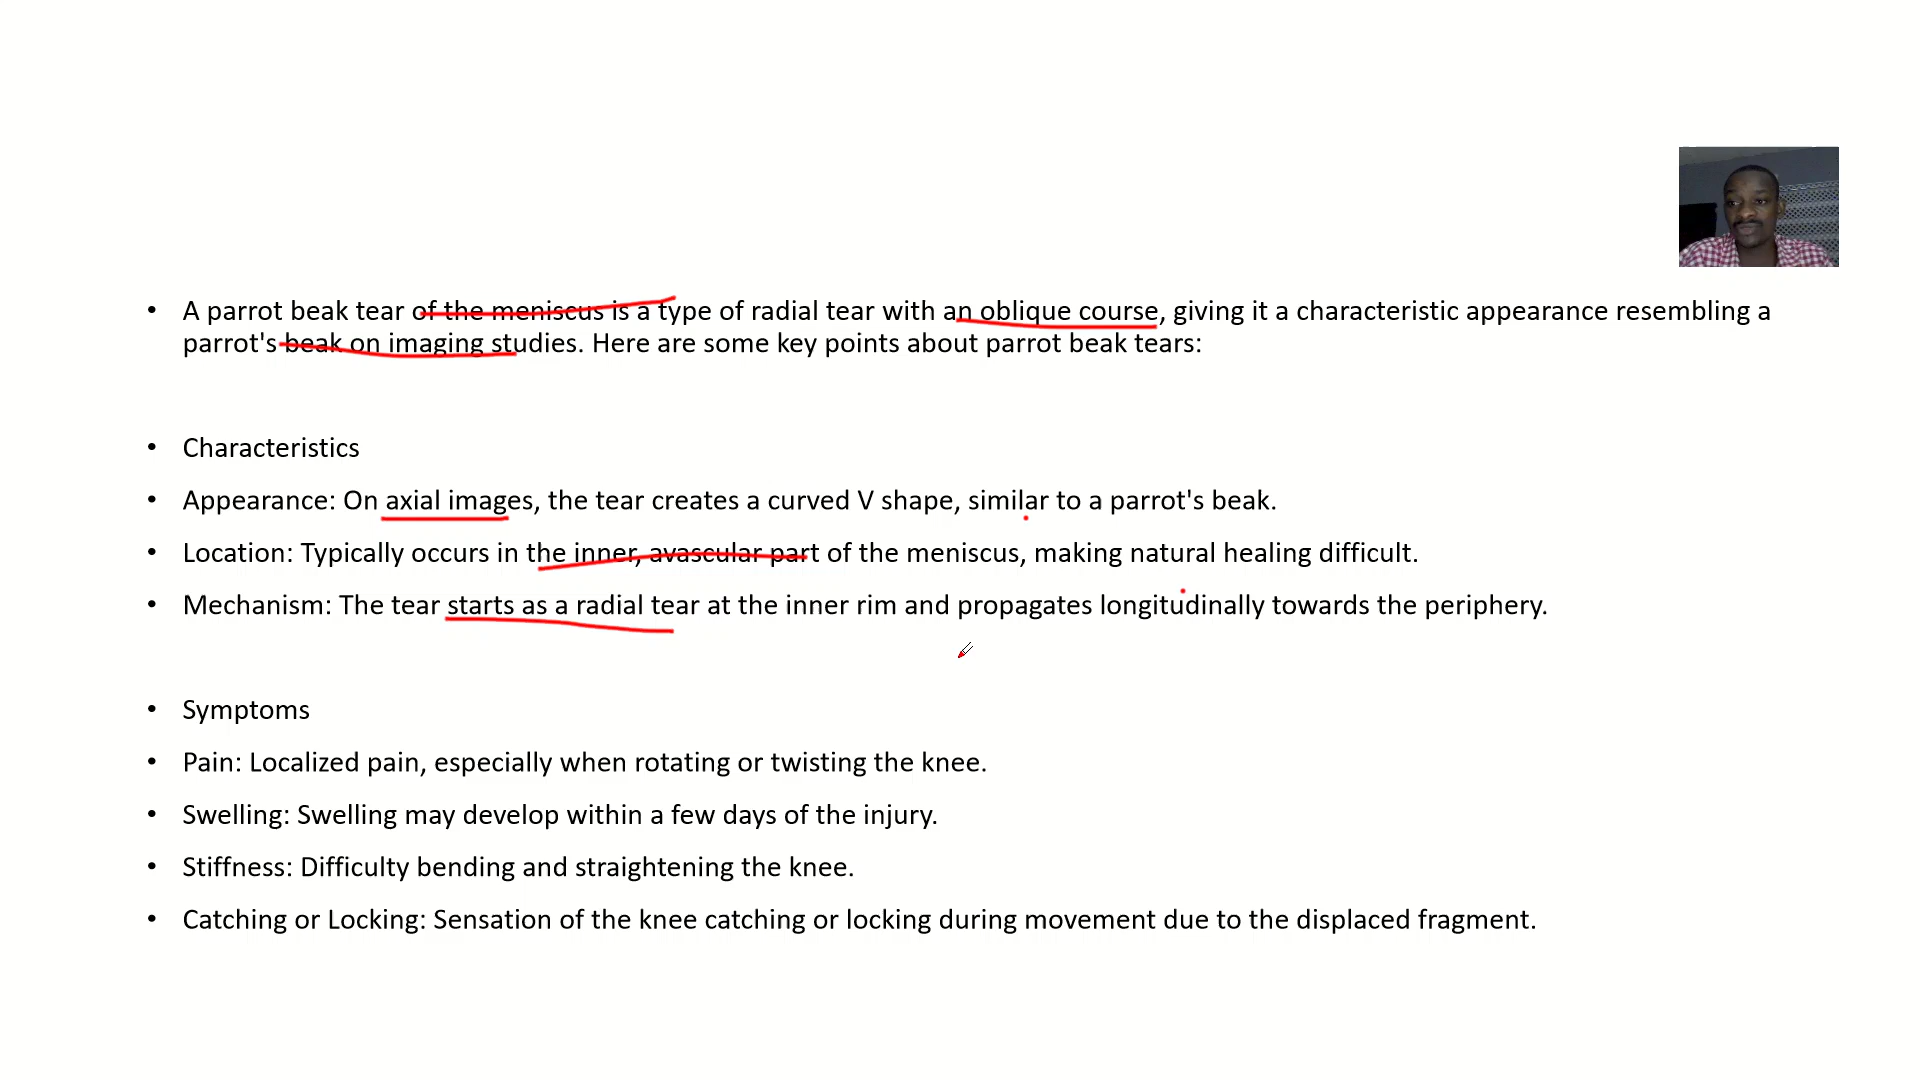 • A parrot beak tear of the meniscus is a type of radial tear with an oblique course, giving it a characteristic appearance resembling a
parrot's beak on imaging studies. Here are some key points about parrot beak tears:
• Characteristics
• Appearance: On axial images, the tear creates a curved V shape, similar to a parrot's beak.
• Location: Typically occurs in the inner, avascular part of the meniscus, making natural healing difficult.
• Mechanism: The tear starts as a radial tear at the inner rim and propagates longitudinally towards the periphery.
• Symptoms
• Pain: Localized pain, especially when rotating or twisting the knee.
• Swelling: Swelling may develop within a few days of the injury.
• Stiffness: Difficulty bending and straightening the knee.
• Catching or Locking: Sensation of the knee catching or locking during movement due to the displaced fragment.